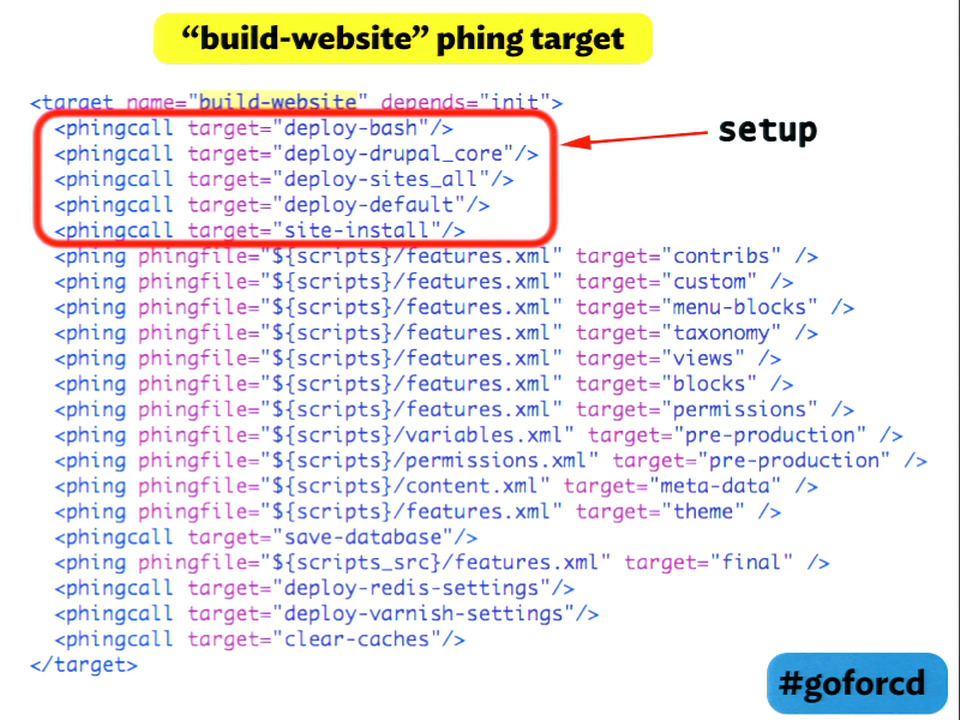 “build-website” phing target
<target name="build-website" depends="init">
<phingcall target="deploy-bash"/>
setup
<phingcall target="deploy-drupal_core"/>
<phingcall target="deploy-sites_all"/>
<phingcall target="deploy-default"/>
<phingcall target="site-install"/>
<phing phingfile="${scripts}/features.xml" target="contribs" />
<phing phingfile="${scripts}/features.xml" target="custom" />
<phing phingfile="${scripts}/features.xml" target="menu-blocks" />
<phing phingfile="${scripts}/features.xml" target="taxonomy" />
<phing phingfile="${scripts}/features.xml" target="views" />
<phing phingfile="${scripts}/features.xml" target="blocks" />
<phing phingfile="${scripts}/features.xml" target="permissions" />
<phing phingfile="${scripts}/variables.xml" target="pre-production" />
<phing phingfile="${scripts}/permissions.xml" target="pre-production" />
<phing phingfile="${scripts}/content.xml" target="meta-data" />
<phing phingfile="${scripts}/features.xml" target="theme" />
<phingcall target="save-database"/>
<phing phingfile="${scripts_src}/features.xml" target="final" />
<phingcall target="deploy-redis-settings"/>
<phingcall target="deploy-varnish-settings"/>
<phingcall target="clear-caches"/>
</target>
#goforcd